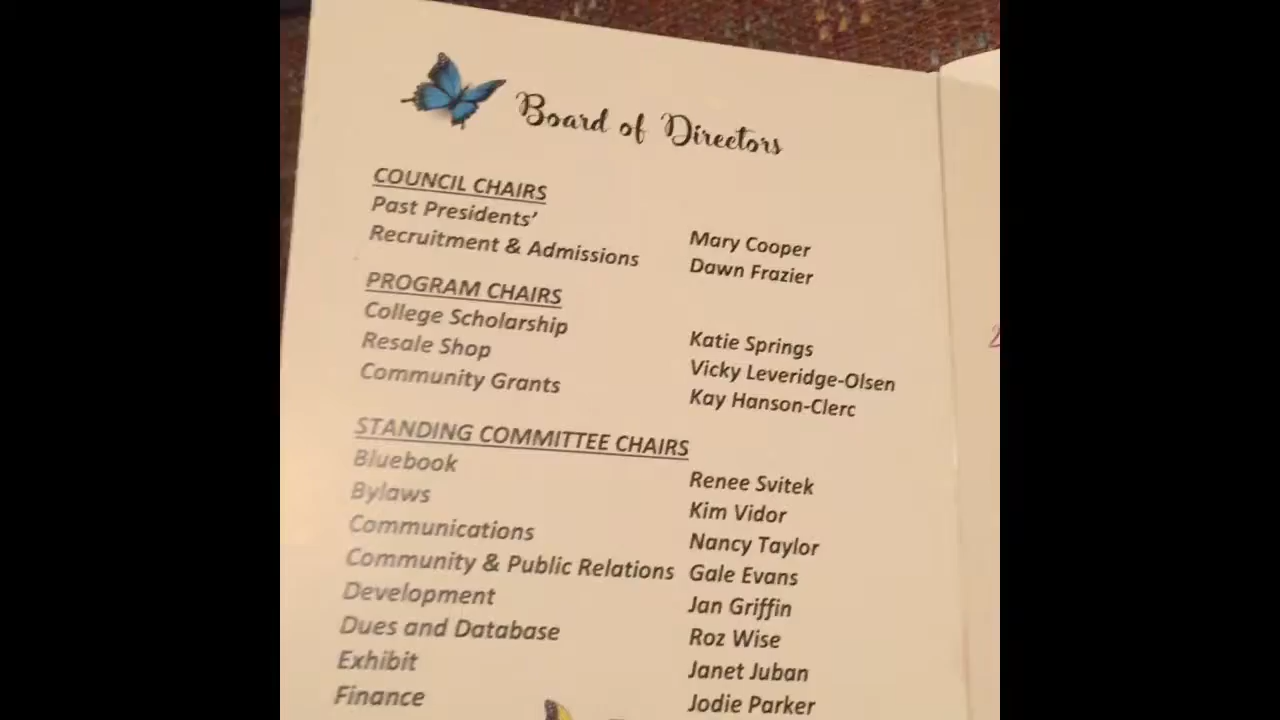 Board of Directors
COUNCIL CHAIRS
Past Presidents' Mary Cooper
Recruitment & Admissions Dawn Frazier
PROGRAM CHAIRS
College Scholarship Katie Springs
Resale Shop Vicky Leveridge-Olsen
Community Grants Kay Hanson-Clerc
STANDING COMMITTEE CHAIRS
Bluebook Renee Svitek
Bylaws Kim Vidor
Communications Nancy Taylor
Community & Public Relations Gale Evans
Development Jan Griffin
Dues and Database Roz Wise
Exhibit Janet Juban
Finance Jodie Parker